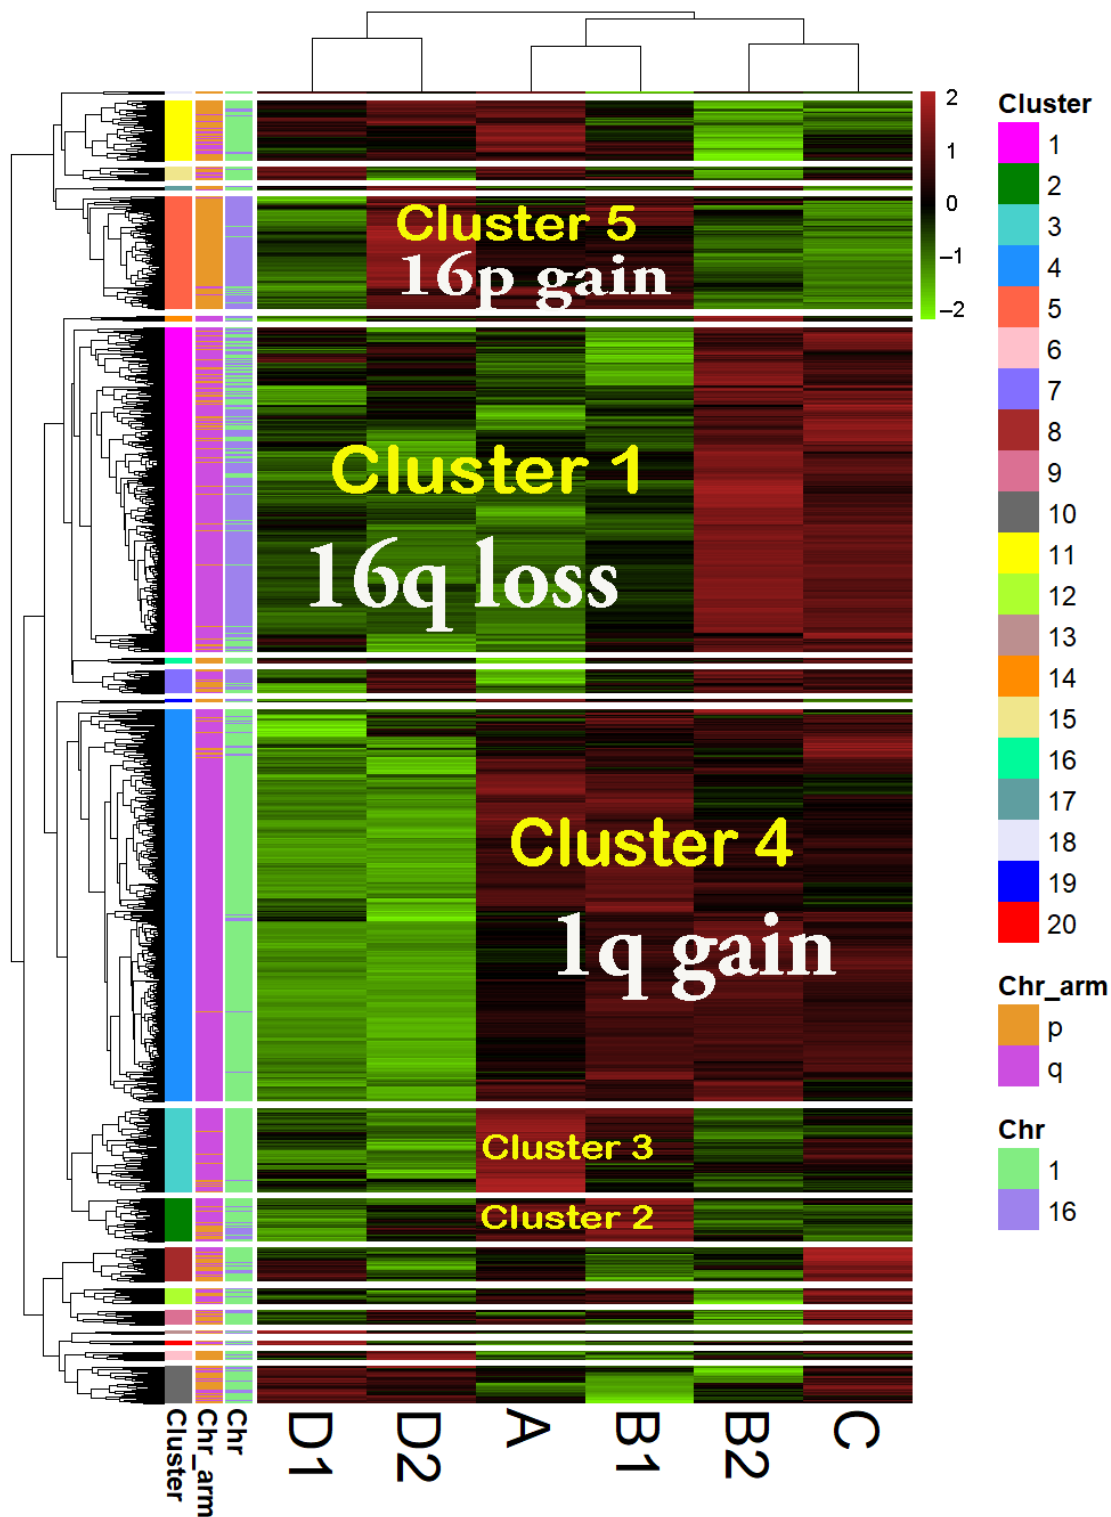 2
1
0
−1
−2
Cluster 5
16p gain
Cluster 1
16q loss
Cluster 4
1q gain
Cluster 3
Cluster 2
Cluster
Chr_arm
Chr
D1
D2
A
B1
B2
C
Cluster
1
2
3
4
5
6
7
8
9
10
11
12
13
14
15
16
17
18
19
20
Chr_arm
p
q
Chr
1
16